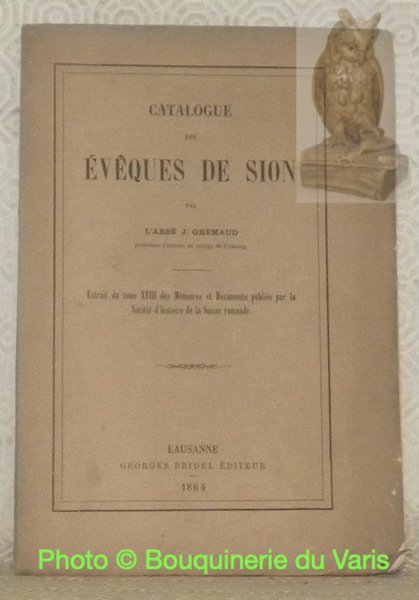 CATALOGUE
DES
ÉVÊQUES DE SION
PAR
L'ABBÉ J. GREMAUD
professeur d'histoire au collège de Fribourg.
Extrait du tome XVIII des Mémoires et Documents publiés par la
Société d'histoire de la Suisse romande.
LAUSANNE
GEORGES BRIDEL ÉDITEUR
1864
Photo © Bouquinerie du Varis